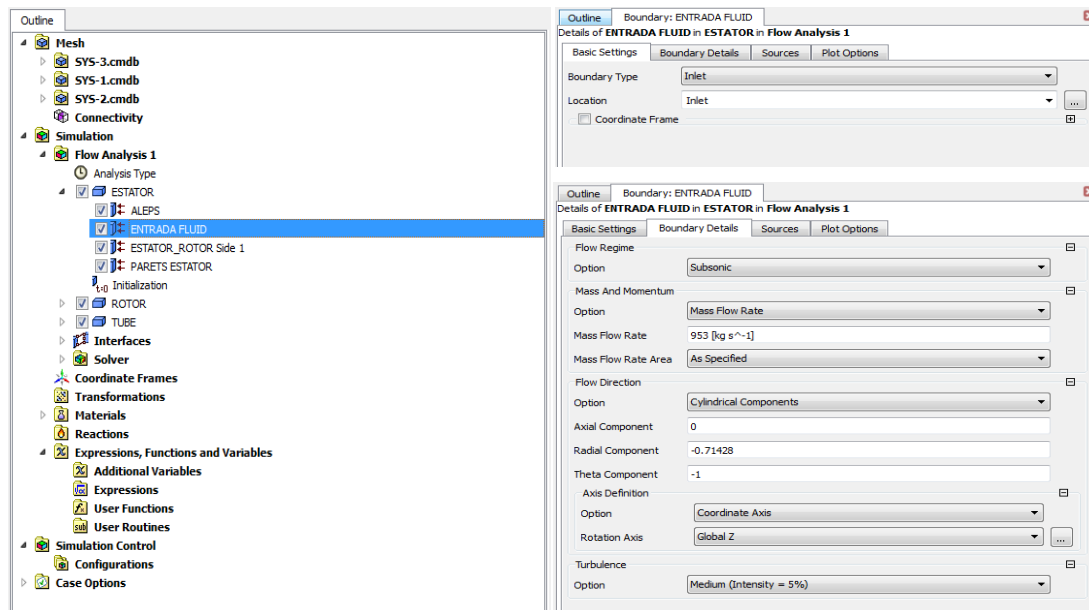 Outline
Mesh
SYS-3.cmdb
SYS-1.cmdb
SYS-2.cmdb
Connectivity
Simulation
Flow Analysis 1
Analysis Type
ESTATOR
ALEPS
ENTRADA FLUID
ESTATOR_ROTOR Side 1
PARETS ESTATOR
t=0 Initialization
ROTOR
TUBE
Interfaces
Solver
Coordinate Frames
Transformations
Materials
Reactions
Expressions, Functions and Variables
Additional Variables
Expressions
User Functions
sub User Routines
Simulation Control
Configurations
Case Options
Outline Boundary: ENTRADA FLUID
Details of ENTRADA FLUID in ESTATOR in Flow Analysis 1
Basic Settings Boundary Details Sources Plot Options
Boundary Type Inlet
Location Inlet ...
Coordinate Frame
Outline Boundary: ENTRADA FLUID
Details of ENTRADA FLUID in ESTATOR in Flow Analysis 1
Basic Settings Boundary Details Sources Plot Options
Flow Regime
Option Subsonic
Mass And Momentum
Option Mass Flow Rate
Mass Flow Rate 953 [kg s^-1]
Mass Flow Rate Area As Specified
Flow Direction
Option Cylindrical Components
Axial Component 0
Radial Component -0.71428
Theta Component -1
Axis Definition
Option Coordinate Axis
Rotation Axis Global Z ...
Turbulence
Option Medium (Intensity = 5%)